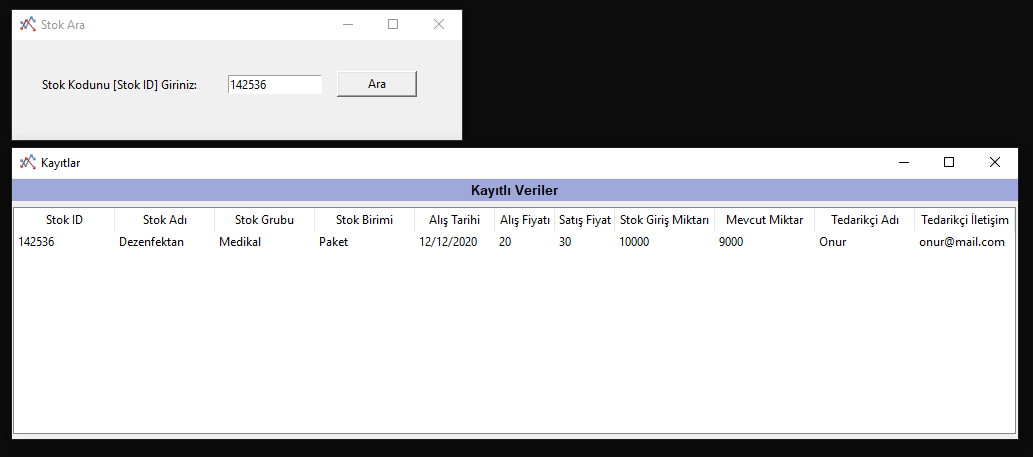 Stok Ara
Stok Kodunu [Stok ID] Giriniz: 142536 Ara
Kayıtlar
Kayıtlı Veriler
Stok ID Stok Adı Stok Grubu Stok Birimi Alış Tarihi Alış Fiyatı Satış Fiyat Stok Giriş Miktarı Mevcut Miktar Tedarikçi Adı Tedarikçi İletişim
142536 Dezenfektan Medikal Paket 12/12/2020 20 30 10000 9000 Onur onur@mail.com